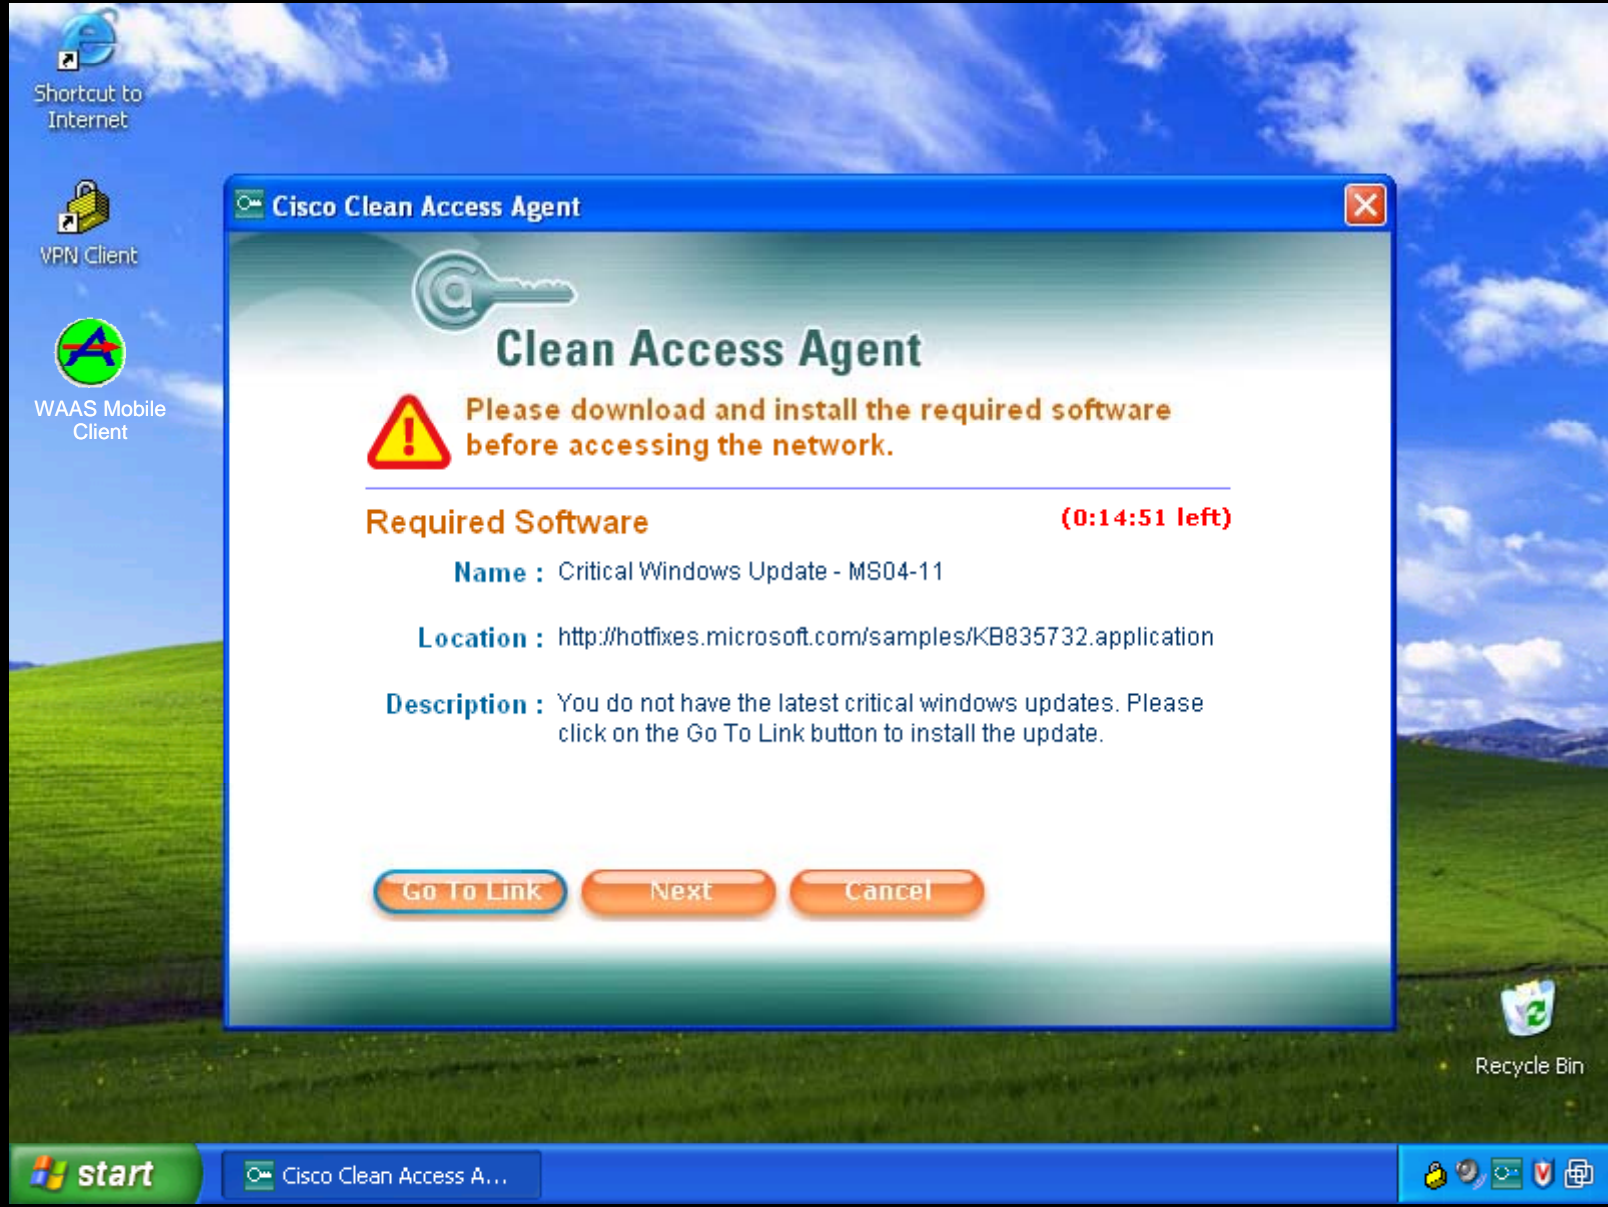 Shortcut to
Internet
VPN Client
WAAS Mobile
Client
Cisco Clean Access Agent
Clean Access Agent
Please download and install the required software
before accessing the network.
Required Software
(0:14:51 left)
Name : Critical Windows Update - MS04-11
Location : http://hotfixes.microsoft.com/samples/KB835732.application
Description : You do not have the latest critical windows updates. Please
click on the Go To Link button to install the update.
Go To Link
Next
Cancel
Recycle Bin
start
Cisco Clean Access A...